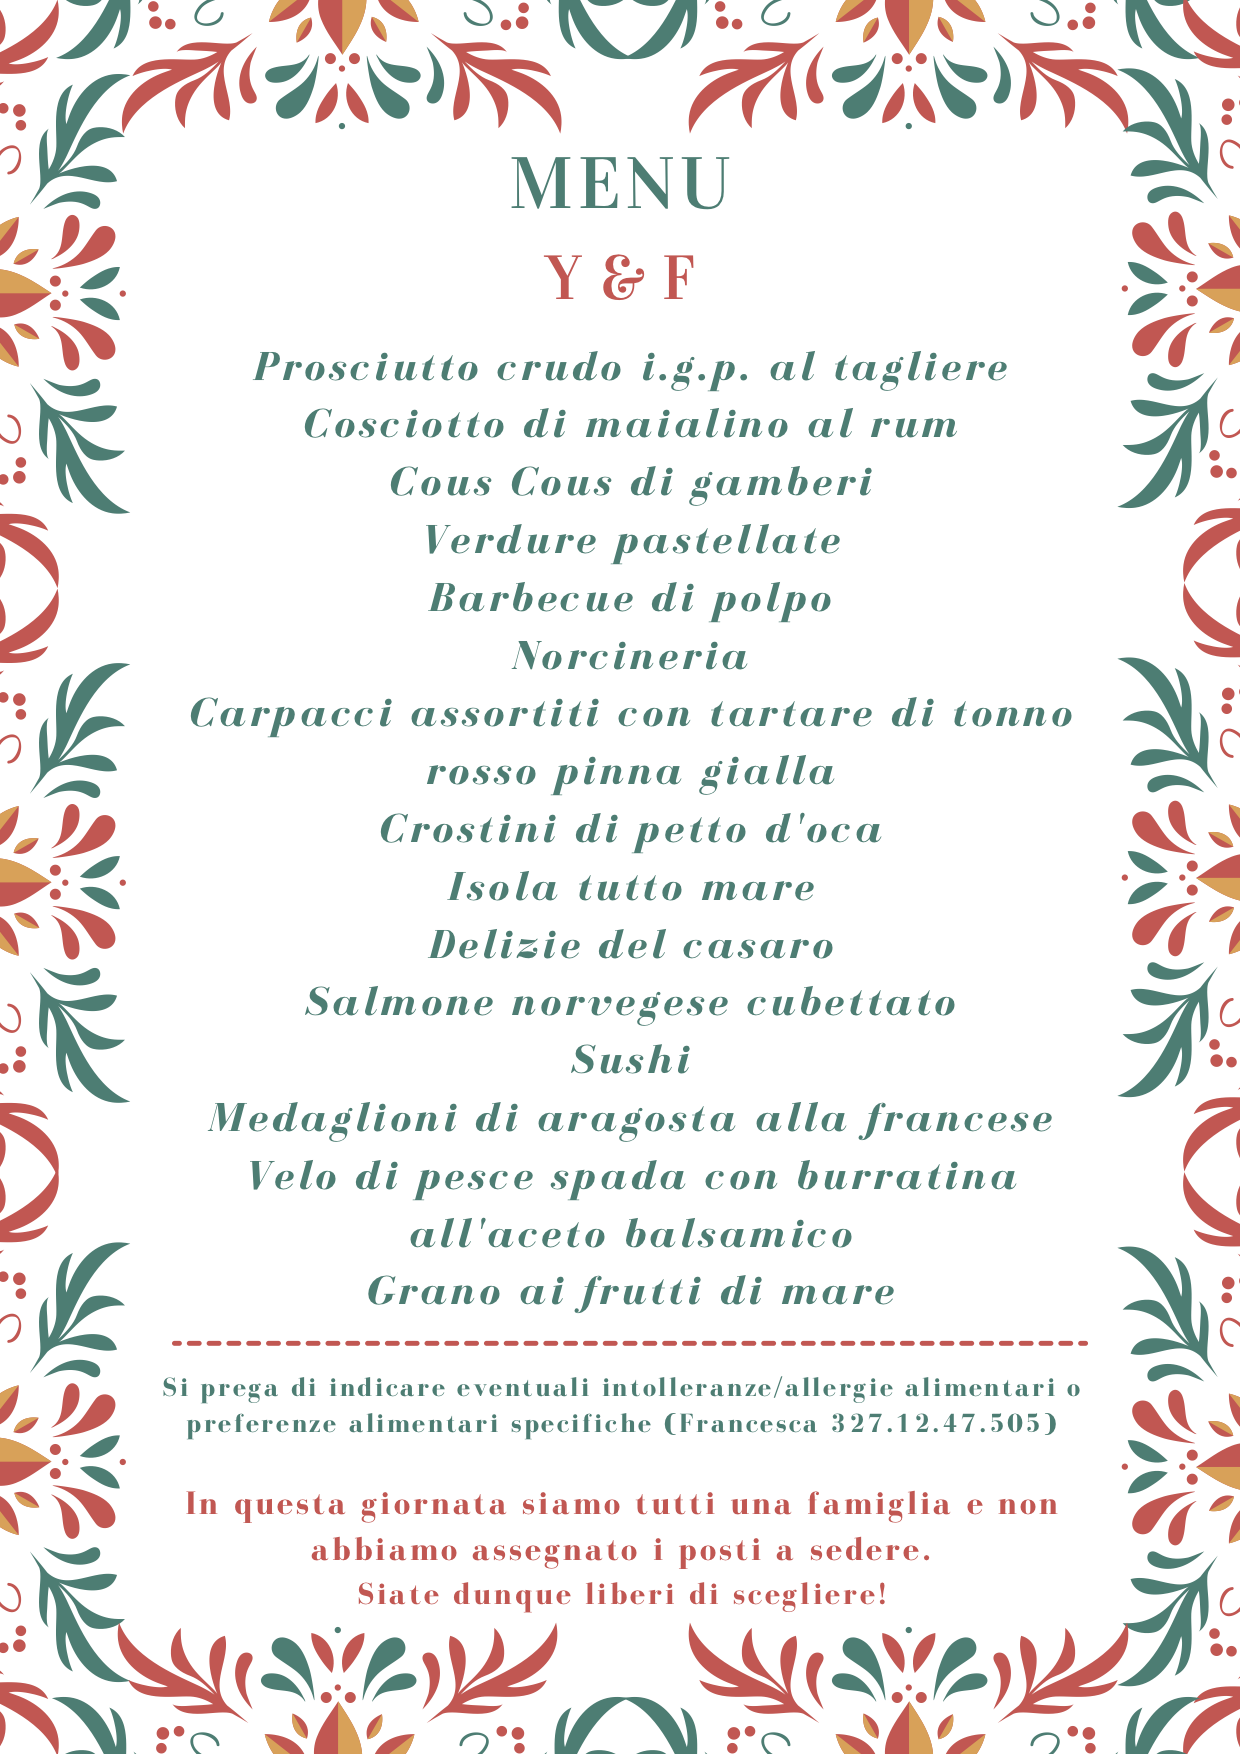 MENU
Y & F
Prosciutto crudo i.g.p. al tagliere
Cosciotto di maialino al rum
Cous Cous di gamberi
Verdure pastellate
Barbecue di polpo
Norcineria
Carpacci assortiti con tartare di tonno
rosso pinna gialla
Crostini di petto d'oca
Isola tutto mare
Delizie del casaro
Salmone norvegese cubettato
Sushi
Medaglioni di aragosta alla francese
Velo di pesce spada con burratina
all'aceto balsamico
Grano ai frutti di mare
Si prega di indicare eventuali intolleranze/allergie alimentari o
preferenze alimentari specifiche (Francesca 327.12.47.505)
In questa giornata siamo tutti una famiglia e non
abbiamo assegnato i posti a sedere.
Siate dunque liberi di scegliere!